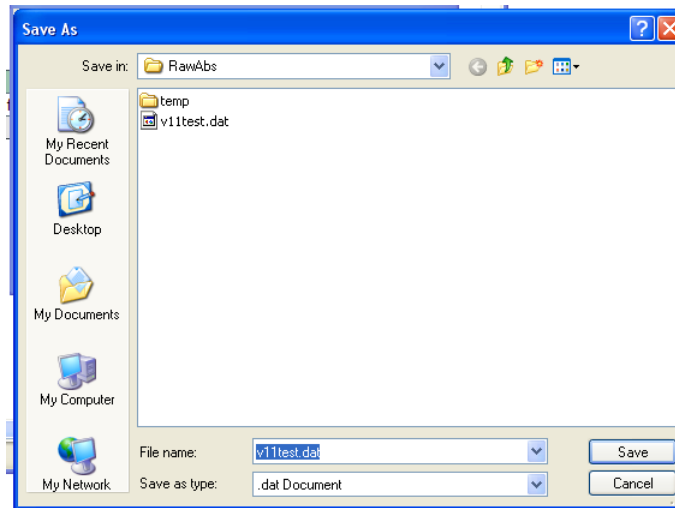 Save As
Save in:
RawAbs
temp
v11test.dat
My Recent
Documents
Desktop
My Documents
My Computer
My Network
File name:
v11test.dat
Save
Save as type:
.dat Document
Cancel